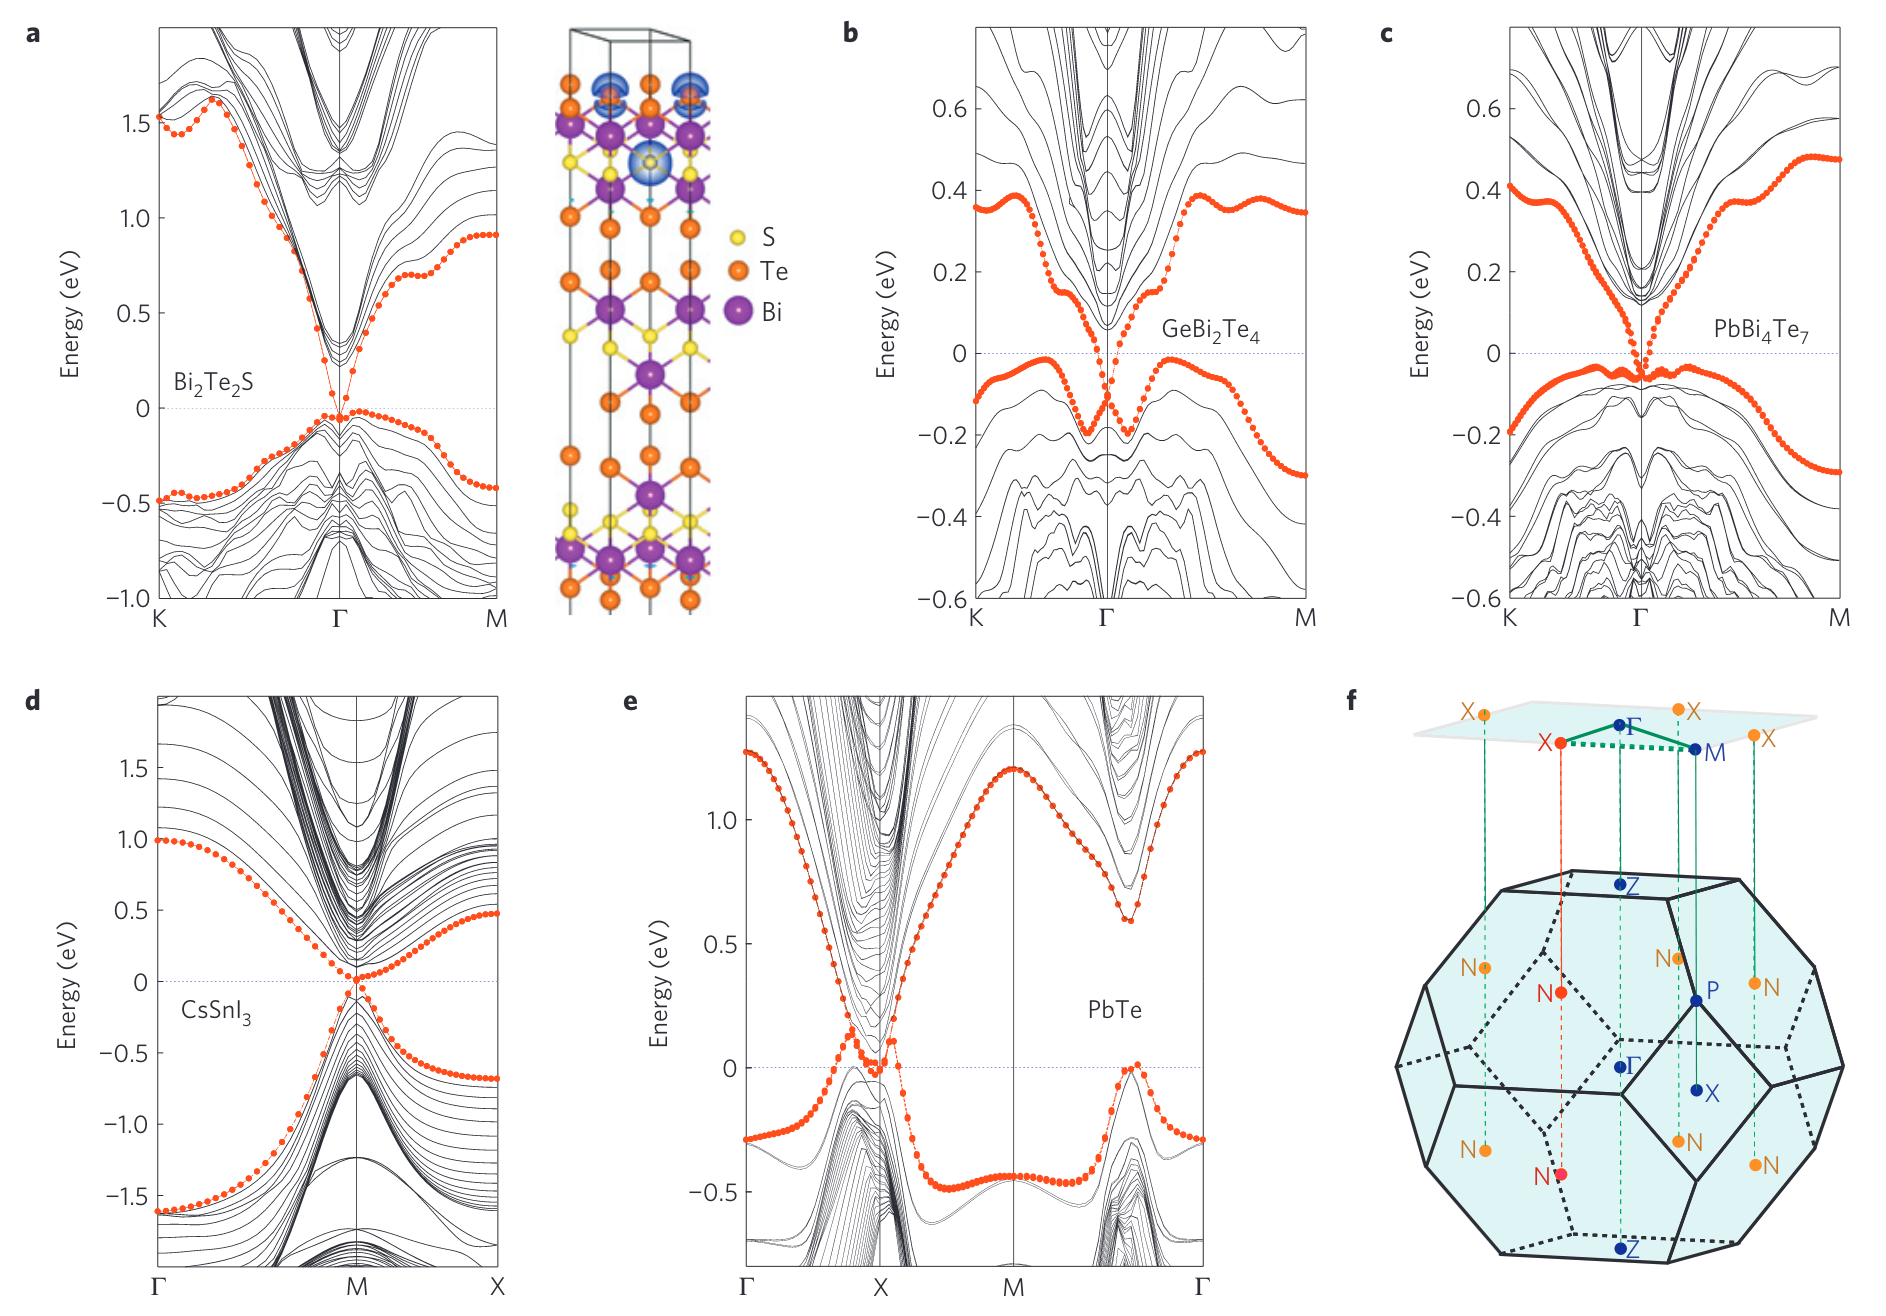 a
Energy (eV)
1.5
1.0
0.5
0
−0.5
−1.0
Bi2Te2S
K
Γ
M
S
Te
Bi
b
Energy (eV)
0.6
0.4
0.2
0
−0.2
−0.4
−0.6
GeBi2Te4
K
Γ
M
c
Energy (eV)
0.6
0.4
0.2
0
−0.2
−0.4
−0.6
PbBi4Te7
K
Γ
M
d
Energy (eV)
1.5
1.0
0.5
0
−0.5
−1.0
−1.5
CsSnI3
Γ
M
X
e
Energy (eV)
1.0
0.5
0
−0.5
PbTe
Γ
X
M
Γ
f
X
X
Γ
X
X
M
Z
N
N
N
N
P
Γ
X
N
N
N
N
Z